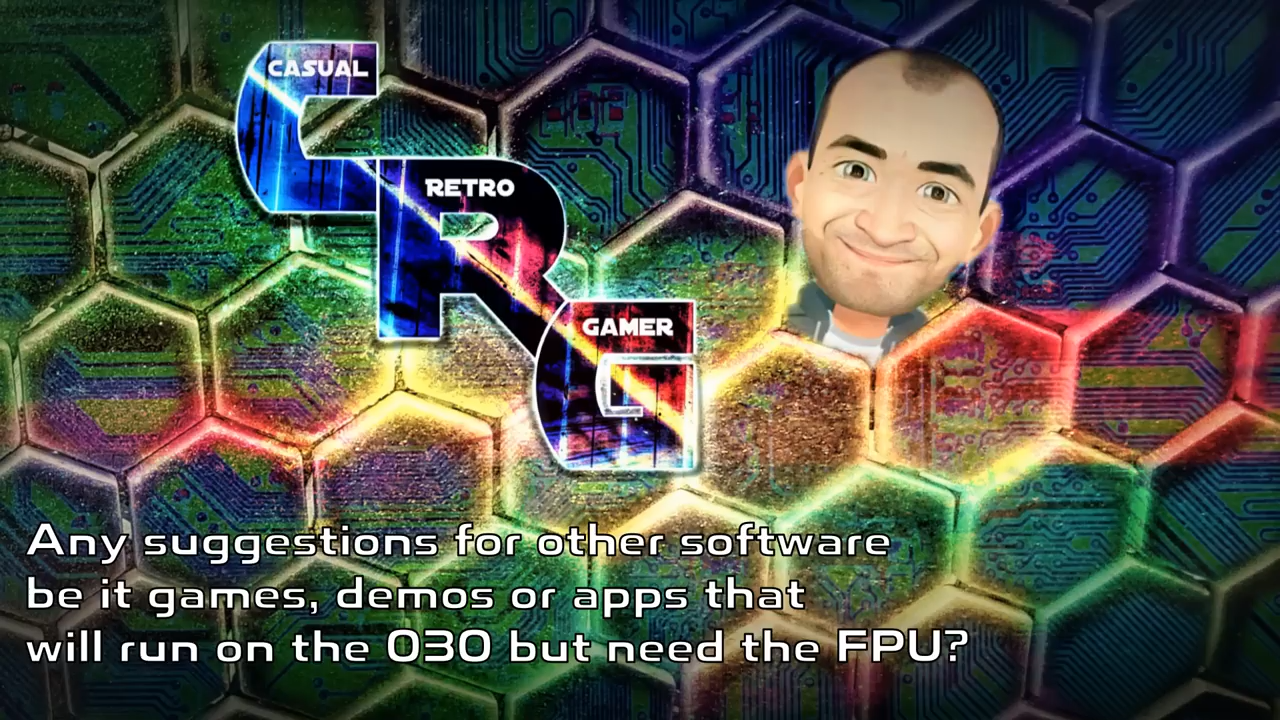 CASUAL
RETRO
GAMER
Any suggestions for other software
be it games, demos or apps that
will run on the 030 but need the FPU?